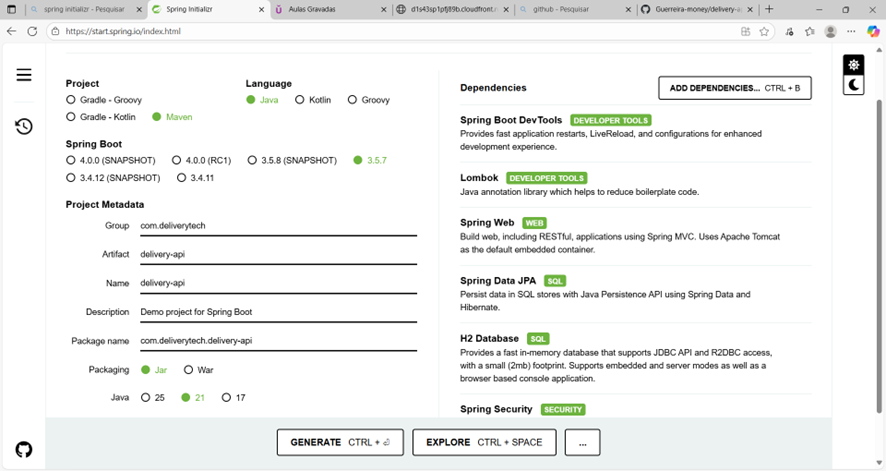 spring initializr - Pesquisar
Spring Initializr
Aulas Gravadas
d1s43sp1pfj89b.cloudfront.
github - Pesquisar
Guerreira-money/delivery-a
https://start.spring.io/index.html
Project
Language
Gradle - Groovy
Java
Kotlin
Groovy
Gradle - Kotlin
Maven
Spring Boot
4.0.0 (SNAPSHOT)
4.0.0 (RC1)
3.5.8 (SNAPSHOT)
3.5.7
3.4.12 (SNAPSHOT)
3.4.11
Project Metadata
Group com.deliverytech
Artifact delivery-api
Name delivery-api
Description Demo project for Spring Boot
Package name com.deliverytech.delivery-api
Packaging Jar War
Java 25 21 17
Dependencies
ADD DEPENDENCIES... CTRL + B
Spring Boot DevTools DEVELOPER TOOLS
Provides fast application restarts, LiveReload, and configurations for enhanced
development experience.
Lombok DEVELOPER TOOLS
Java annotation library which helps to reduce boilerplate code.
Spring Web WEB
Build web, including RESTful, applications using Spring MVC. Uses Apache Tomcat
as the default embedded container.
Spring Data JPA SQL
Persist data in SQL stores with Java Persistence API using Spring Data and
Hibernate.
H2 Database SQL
Provides a fast in-memory database that supports JDBC API and R2DBC access,
with a small (2mb) footprint. Supports embedded and server modes as well as a
browser based console application.
Spring Security SECURITY
GENERATE CTRL + ⏎
EXPLORE CTRL + SPACE
...